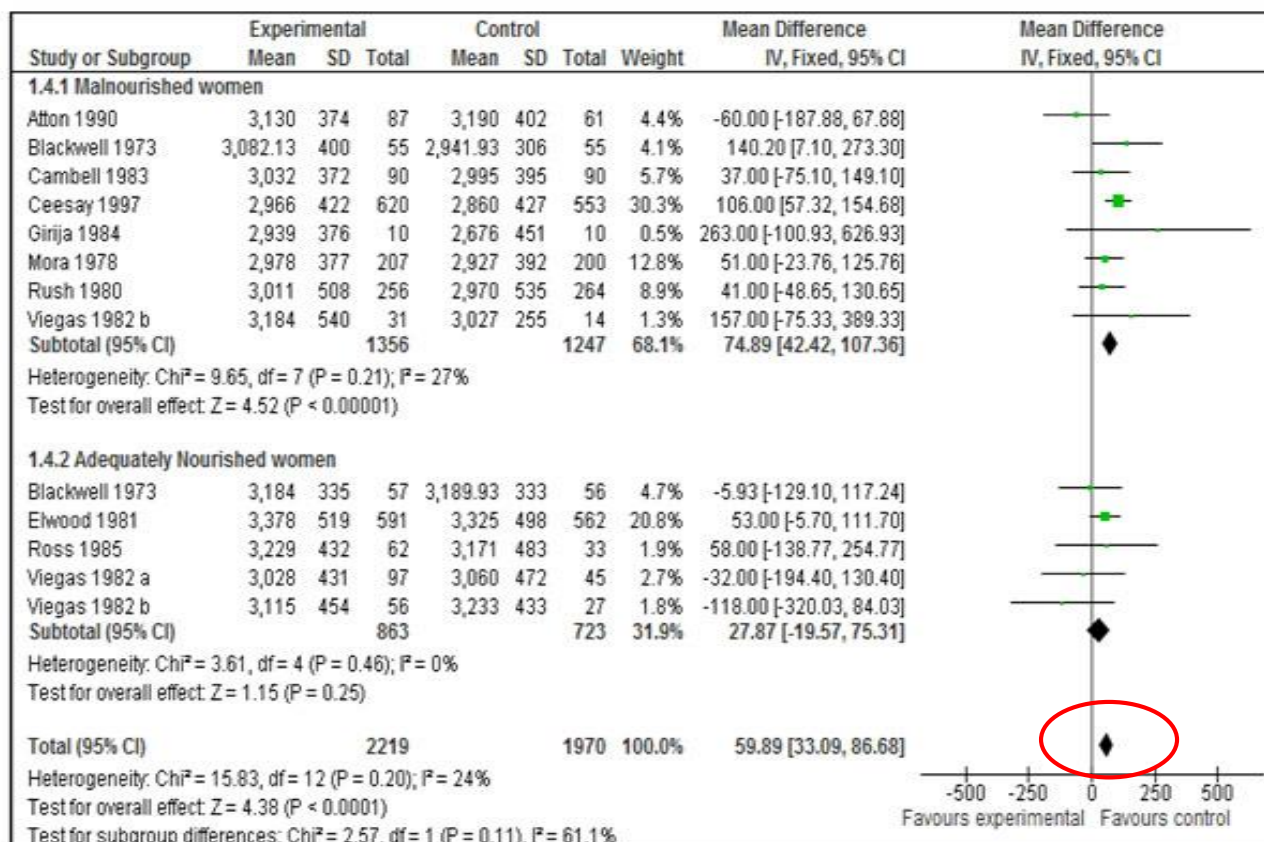 Experimental Control Mean Difference Mean Difference
Study or Subgroup Mean SD Total Mean SD Total Weight IV, Fixed, 95% CI IV, Fixed, 95% CI
1.4.1 Malnourished women
Atton 1990 3,130 374 87 3,190 402 61 4.4% -60.00 [-187.88, 67.88]
Blackwell 1973 3,082.13 400 55 2,941.93 306 55 4.1% 140.20 [7.10, 273.30]
Cambell 1983 3,032 372 90 2,995 395 90 5.7% 37.00 [-75.10, 149.10]
Ceesay 1997 2,966 422 620 2,860 427 553 30.3% 106.00 [57.32, 154.68]
Girija 1984 2,939 376 10 2,676 451 10 0.5% 263.00 [-100.93, 626.93]
Mora 1978 2,978 377 207 2,927 392 200 12.8% 51.00 [-23.76, 125.76]
Rush 1980 3,011 508 256 2,970 535 264 8.9% 41.00 [-48.65, 130.65]
Viegas 1982 b 3,184 540 31 3,027 255 14 1.3% 157.00 [-75.33, 389.33]
Subtotal (95% CI) 1356 1247 68.1% 74.89 [42.42, 107.36]
Heterogeneity: Chi² = 9.65, df = 7 (P = 0.21); I² = 27%
Test for overall effect: Z = 4.52 (P < 0.00001)
1.4.2 Adequately Nourished women
Blackwell 1973 3,184 335 57 3,189.93 333 56 4.7% -5.93 [-129.10, 117.24]
Elwood 1981 3,378 519 591 3,325 498 562 20.8% 53.00 [-5.70, 111.70]
Ross 1985 3,229 432 62 3,171 483 33 1.9% 58.00 [-138.77, 254.77]
Viegas 1982 a 3,028 431 97 3,060 472 45 2.7% -32.00 [-194.40, 130.40]
Viegas 1982 b 3,115 454 56 3,233 433 27 1.8% -118.00 [-320.03, 84.03]
Subtotal (95% CI) 863 723 31.9% 27.87 [-19.57, 75.31]
Heterogeneity: Chi² = 3.61, df = 4 (P = 0.46); I² = 0%
Test for overall effect: Z = 1.15 (P = 0.25)
Total (95% CI) 2219 1970 100.0% 59.89 [33.09, 86.68]
Heterogeneity: Chi² = 15.83, df = 12 (P = 0.20); I² = 24%
Test for overall effect: Z = 4.38 (P < 0.0001)
Test for subgroup differences: Chi² = 2.57, df = 1 (P = 0.11), I² = 61.1%
-500 -250 0 250 500
Favours experimental Favours control